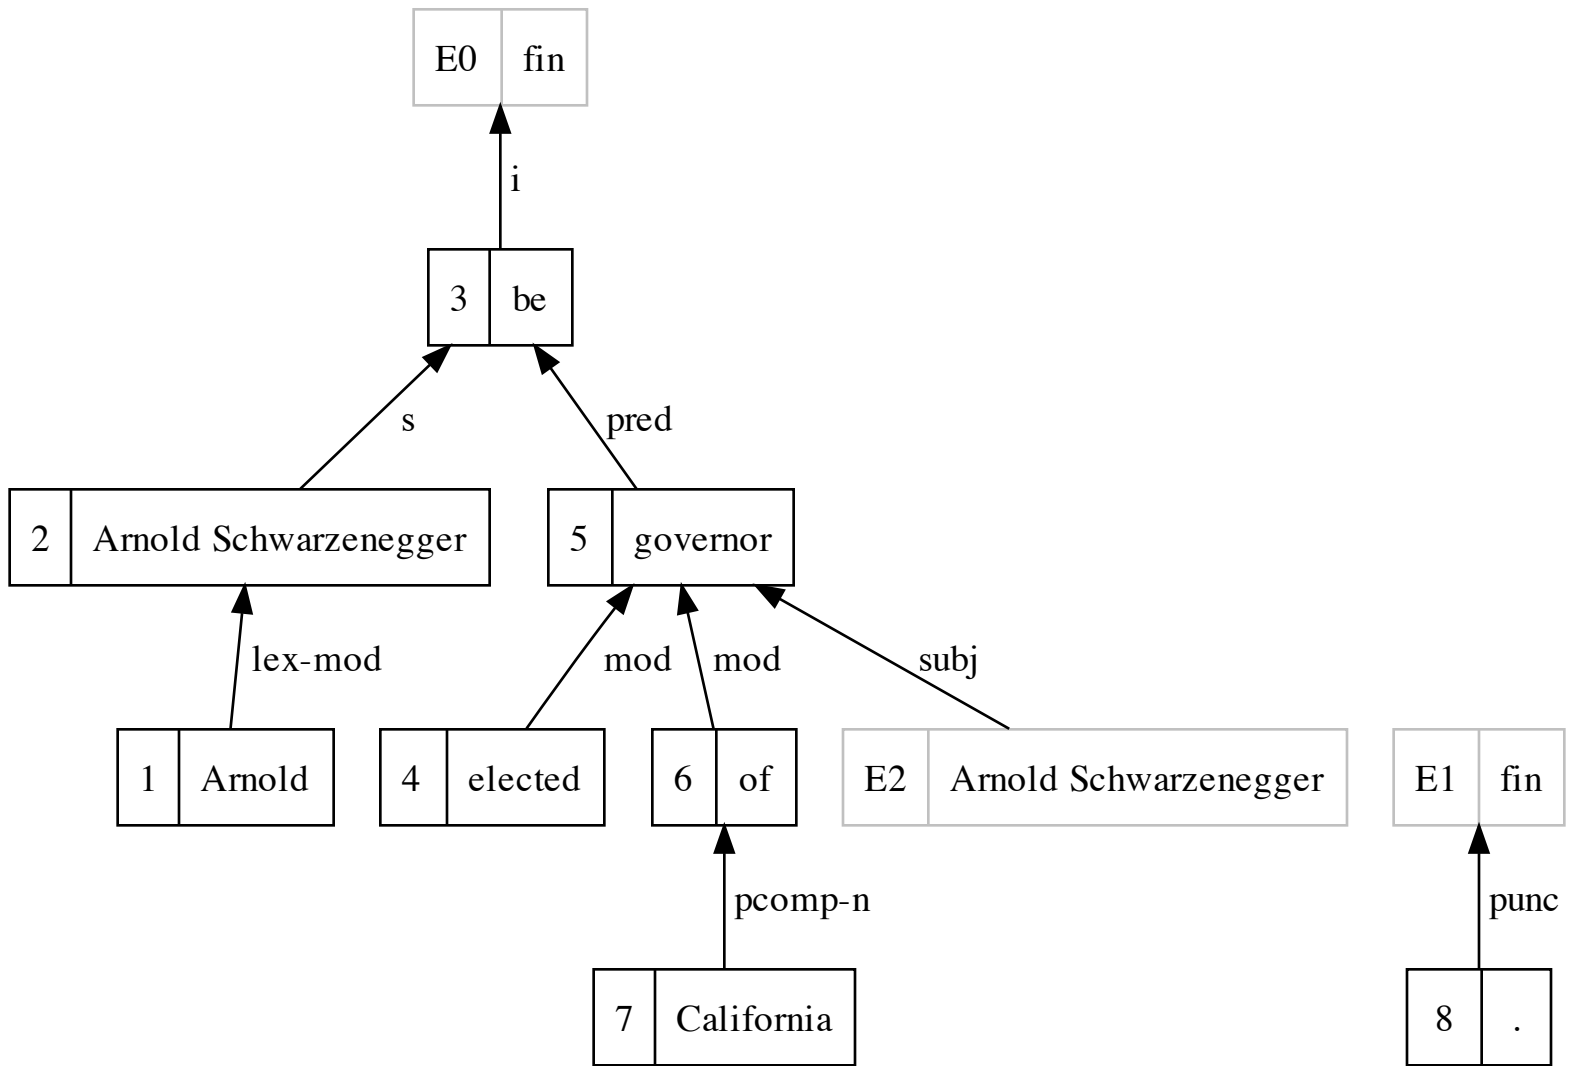 E0 fin
i
3 be
s pred
2 Arnold Schwarzenegger 5 governor
lex-mod mod mod subj
1 Arnold 4 elected 6 of E2 Arnold Schwarzenegger E1 fin
pcomp-n punc
7 California 8 .